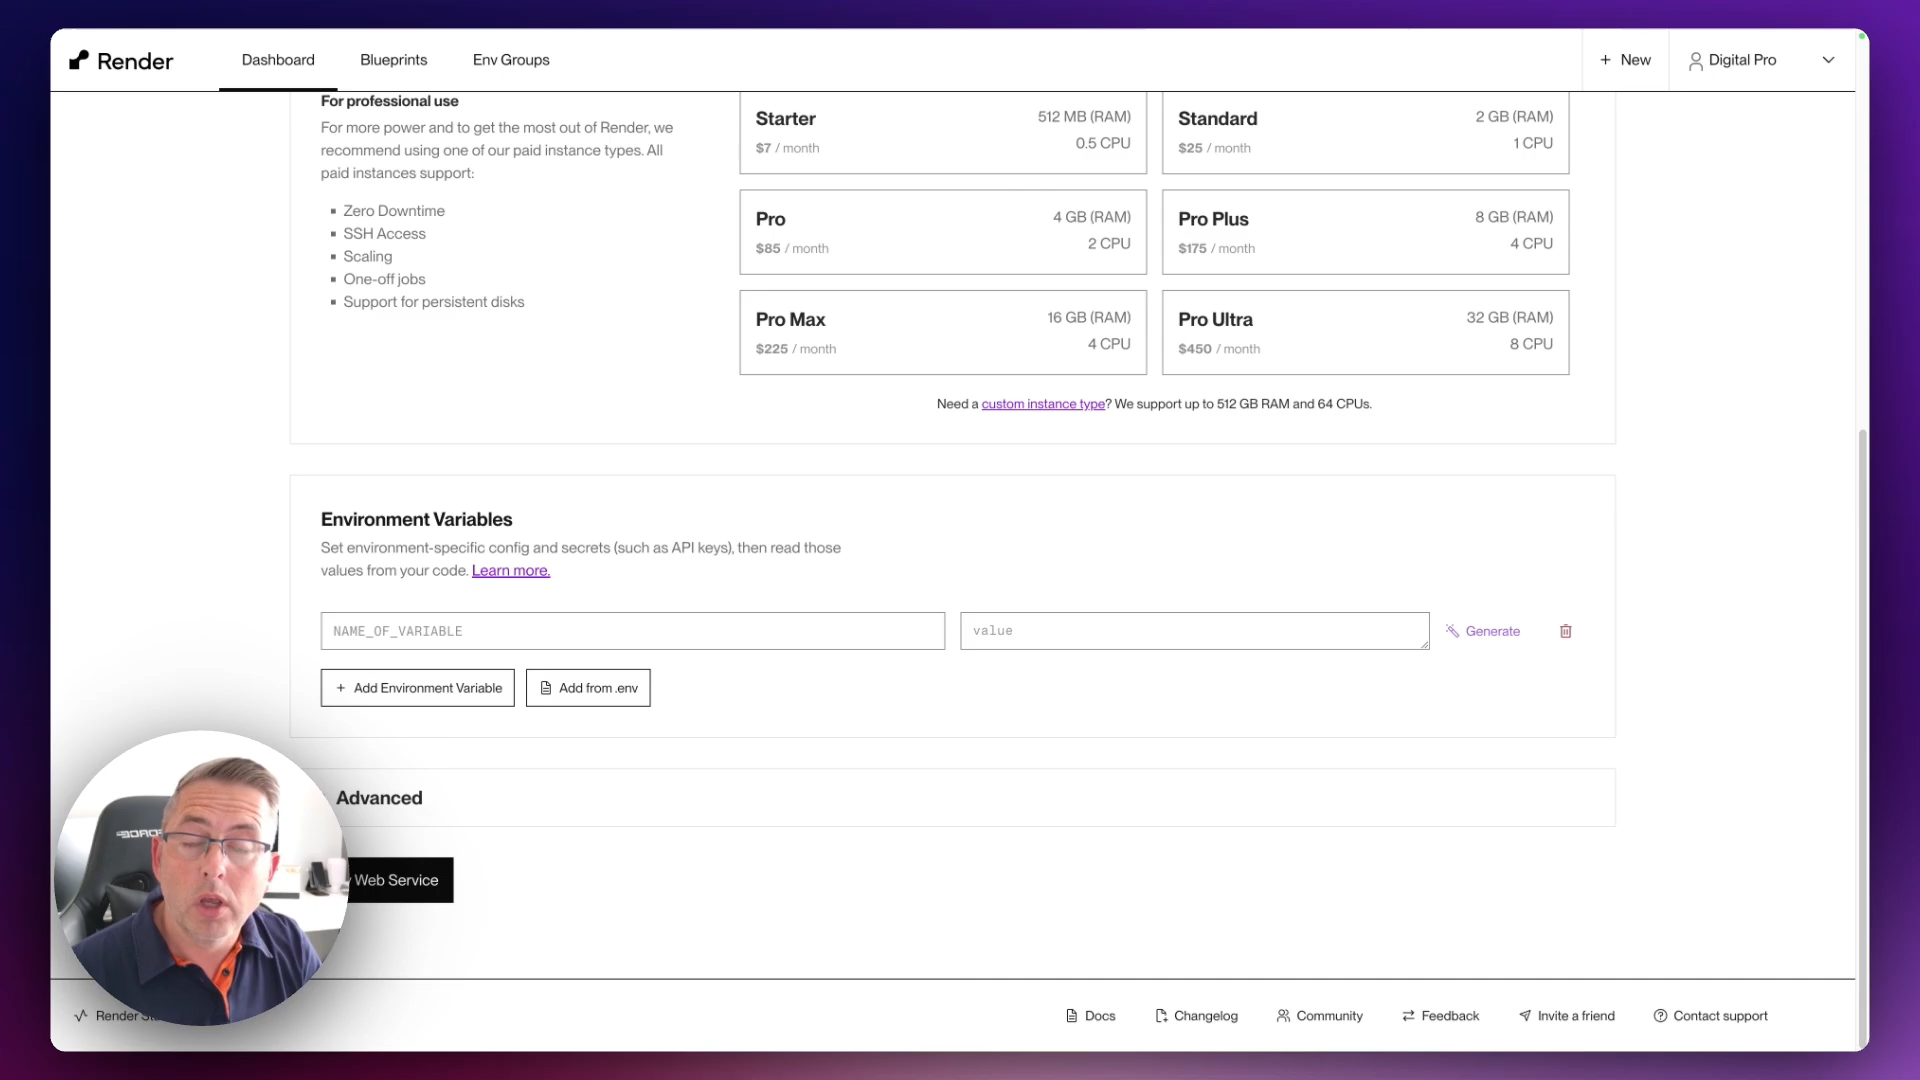 Render
Dashboard
Blueprints
Env Groups
+ New
Digital Pro
For professional use
For more power and to get the most out of Render, we
recommend using one of our paid instance types. All
paid instances support:
Zero Downtime
SSH Access
Scaling
One-off jobs
Support for persistent disks
Starter
512 MB (RAM)
$7 / month
0.5 CPU
Standard
2 GB (RAM)
$25 / month
1 CPU
Pro
4 GB (RAM)
$85 / month
2 CPU
Pro Plus
8 GB (RAM)
$175 / month
4 CPU
Pro Max
16 GB (RAM)
$225 / month
4 CPU
Pro Ultra
32 GB (RAM)
$450 / month
8 CPU
Need a custom instance type? We support up to 512 GB RAM and 64 CPUs.
Environment Variables
Set environment-specific config and secrets (such as API keys), then read those
values from your code. Learn more.
NAME_OF_VARIABLE
value
Generate
+ Add Environment Variable
Add from .env
Advanced
Web Service
Render
Docs
Changelog
Community
Feedback
Invite a friend
Contact support